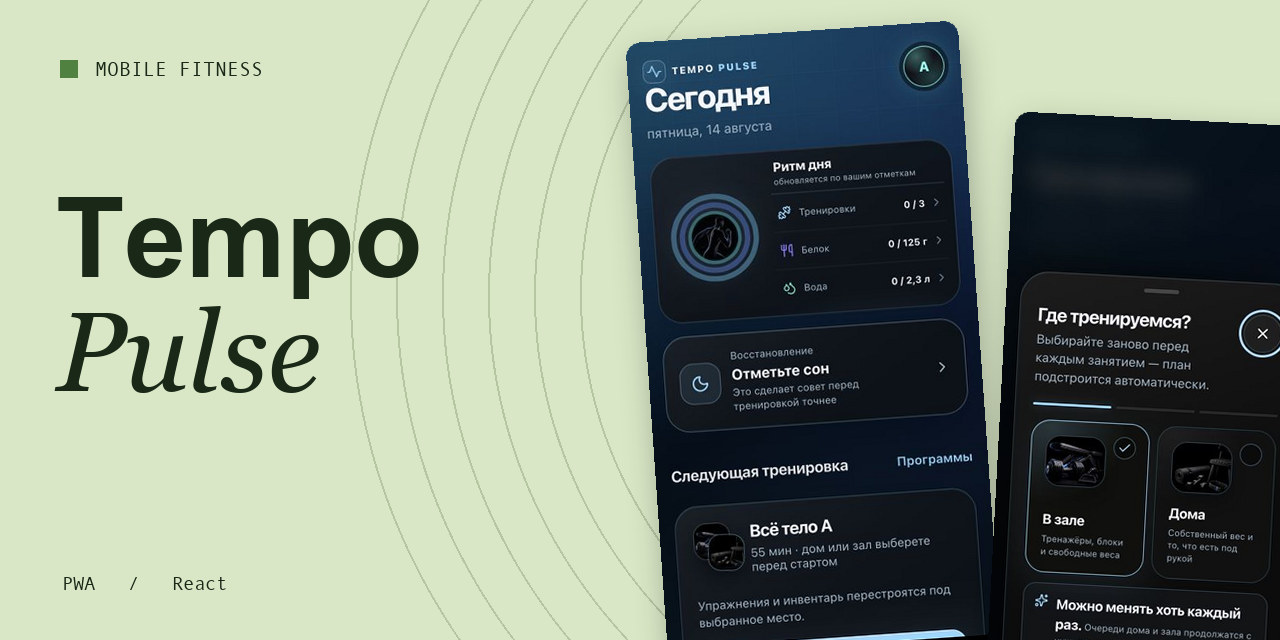 MOBILE FITNESS
Tempo
Pulse
PWA / React
TEMPO PULSE
A
Сегодня
пятница, 14 августа
Ритм дня
обновляется по вашим отметкам
Тренировки 0 / 3
Белок 0 / 125 г
Вода 0 / 2,3 л
Восстановление
Отметьте сон
Это сделает совет перед
тренировкой точнее
Следующая тренировка Программы
Всё тело А
55 мин · дом или зал выберете
перед стартом
Упражнения и инвентарь перестроятся под
выбранное место.
Где тренируемся?
Выбирайте заново перед
каждым занятием — план
подстроится автоматически.
В зале
Тренажёры, блоки
и свободные веса
Дома
Собственный вес и
то, что есть под
рукой
Можно менять хоть каждый
раз. Очереди дома и зала продолжатся с